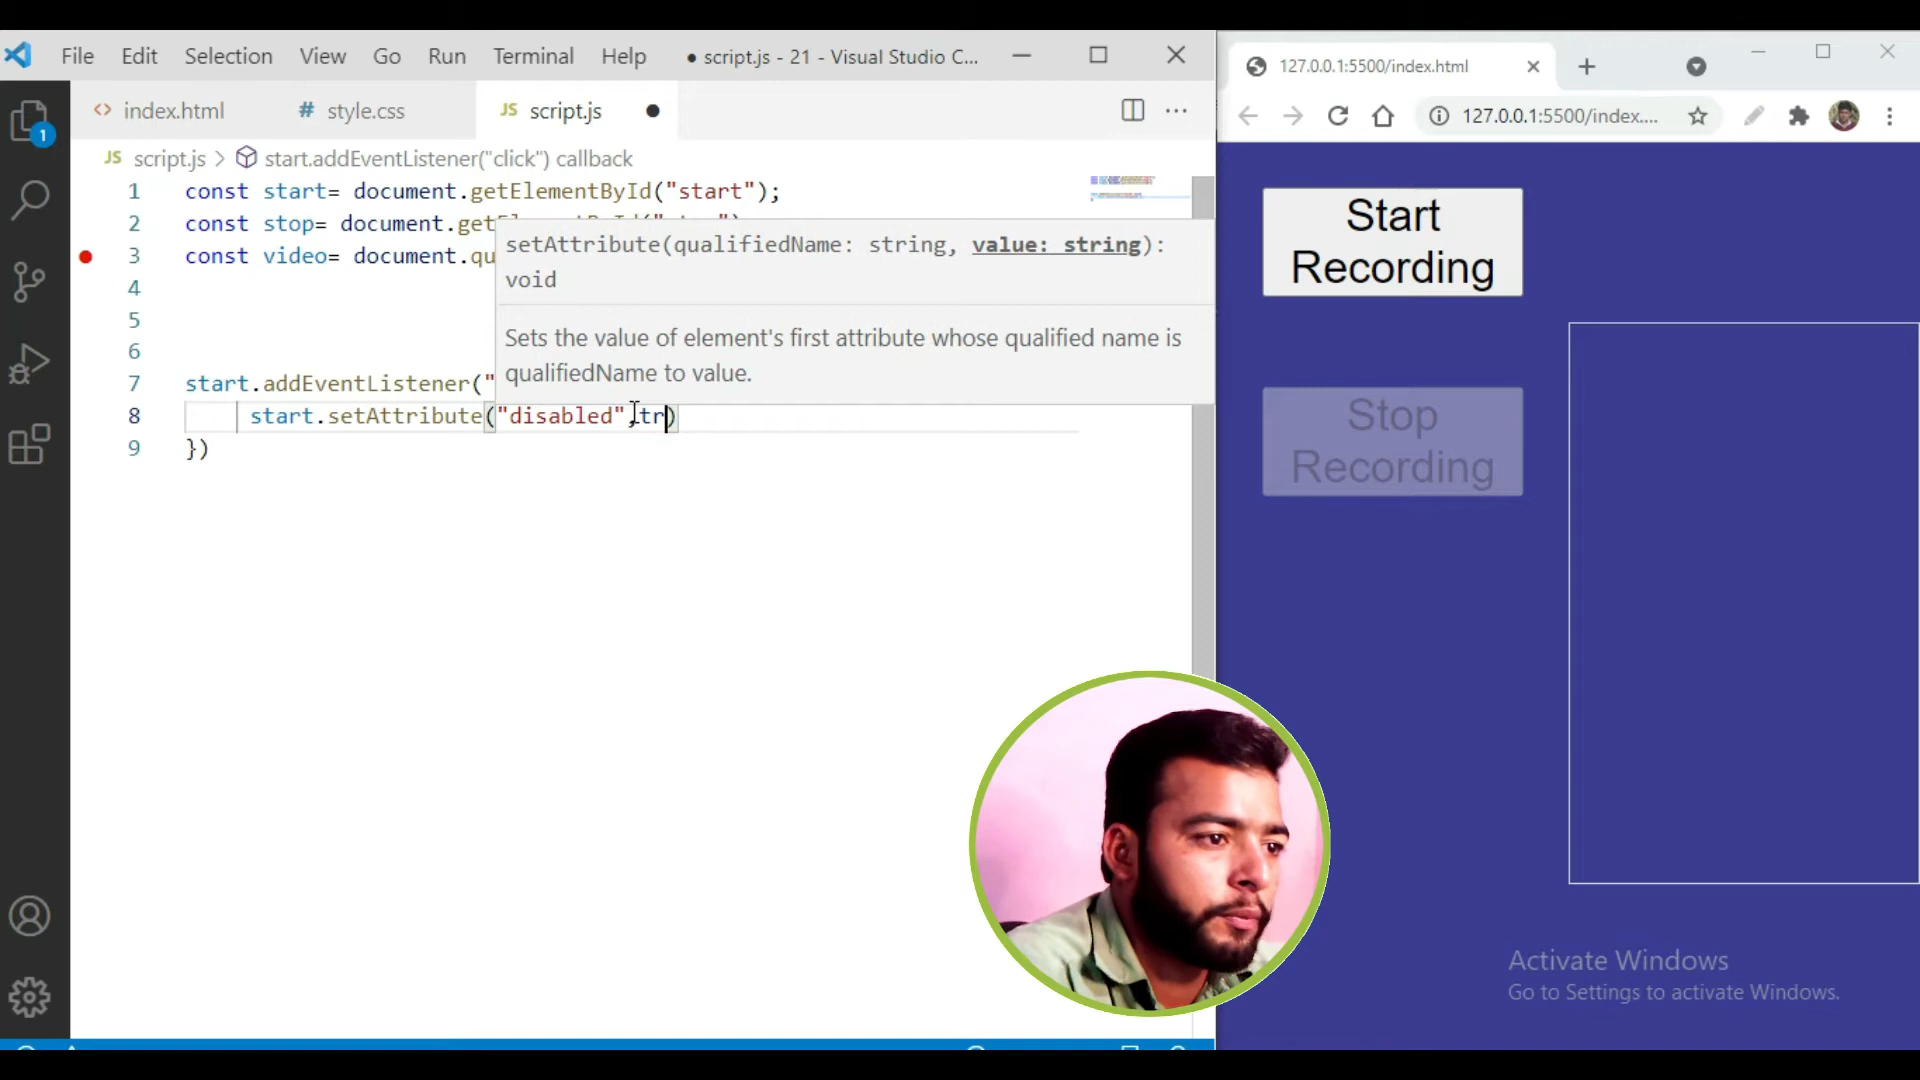 File Edit Selection View Go Run Terminal Help ● script.js - 21 - Visual Studio C...
index.html
# style.css
JS script.js ●
JS script.js > start.addEventListener("click") callback
1 const start= document.getElementById("start");
2 const stop= document.get
3 const video= document.qu
4
5
6
7 start.addEventListener("
8 start.setAttribute("disabled",tr)
9 })
setAttribute(qualifiedName: string, value: string):
void
Sets the value of element's first attribute whose qualified name is
qualifiedName to value.
1
127.0.0.1:5500/index.html
127.0.0.1:5500/index....
Start
Recording
Stop
Recording
Activate Windows
Go to Settings to activate Windows.